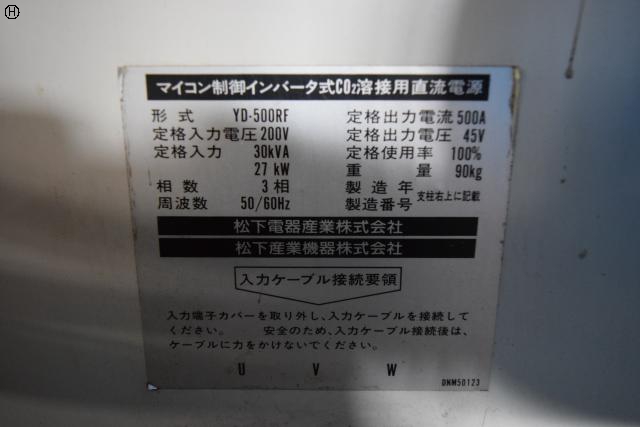 H
マイコン制御インバータ式CO₂溶接用直流電源
形式 YD-500RF
定格入力電圧 200V
定格入力 30kVA
27kW
相数 3相
周波数 50/60Hz
定格出力電流 500A
定格出力電圧 45V
定格使用率 100%
重量 90kg
製造年
製造番号 支柱右上に記載
松下電器産業株式会社
松下産業機器株式会社
入力ケーブル接続要領
入力端子カバーを取り外し、入力ケーブルを接続して
ください。 安全のため、入力ケーブル接続後は、
ケーブルに力をかけないでください。
U V W
DNM50123